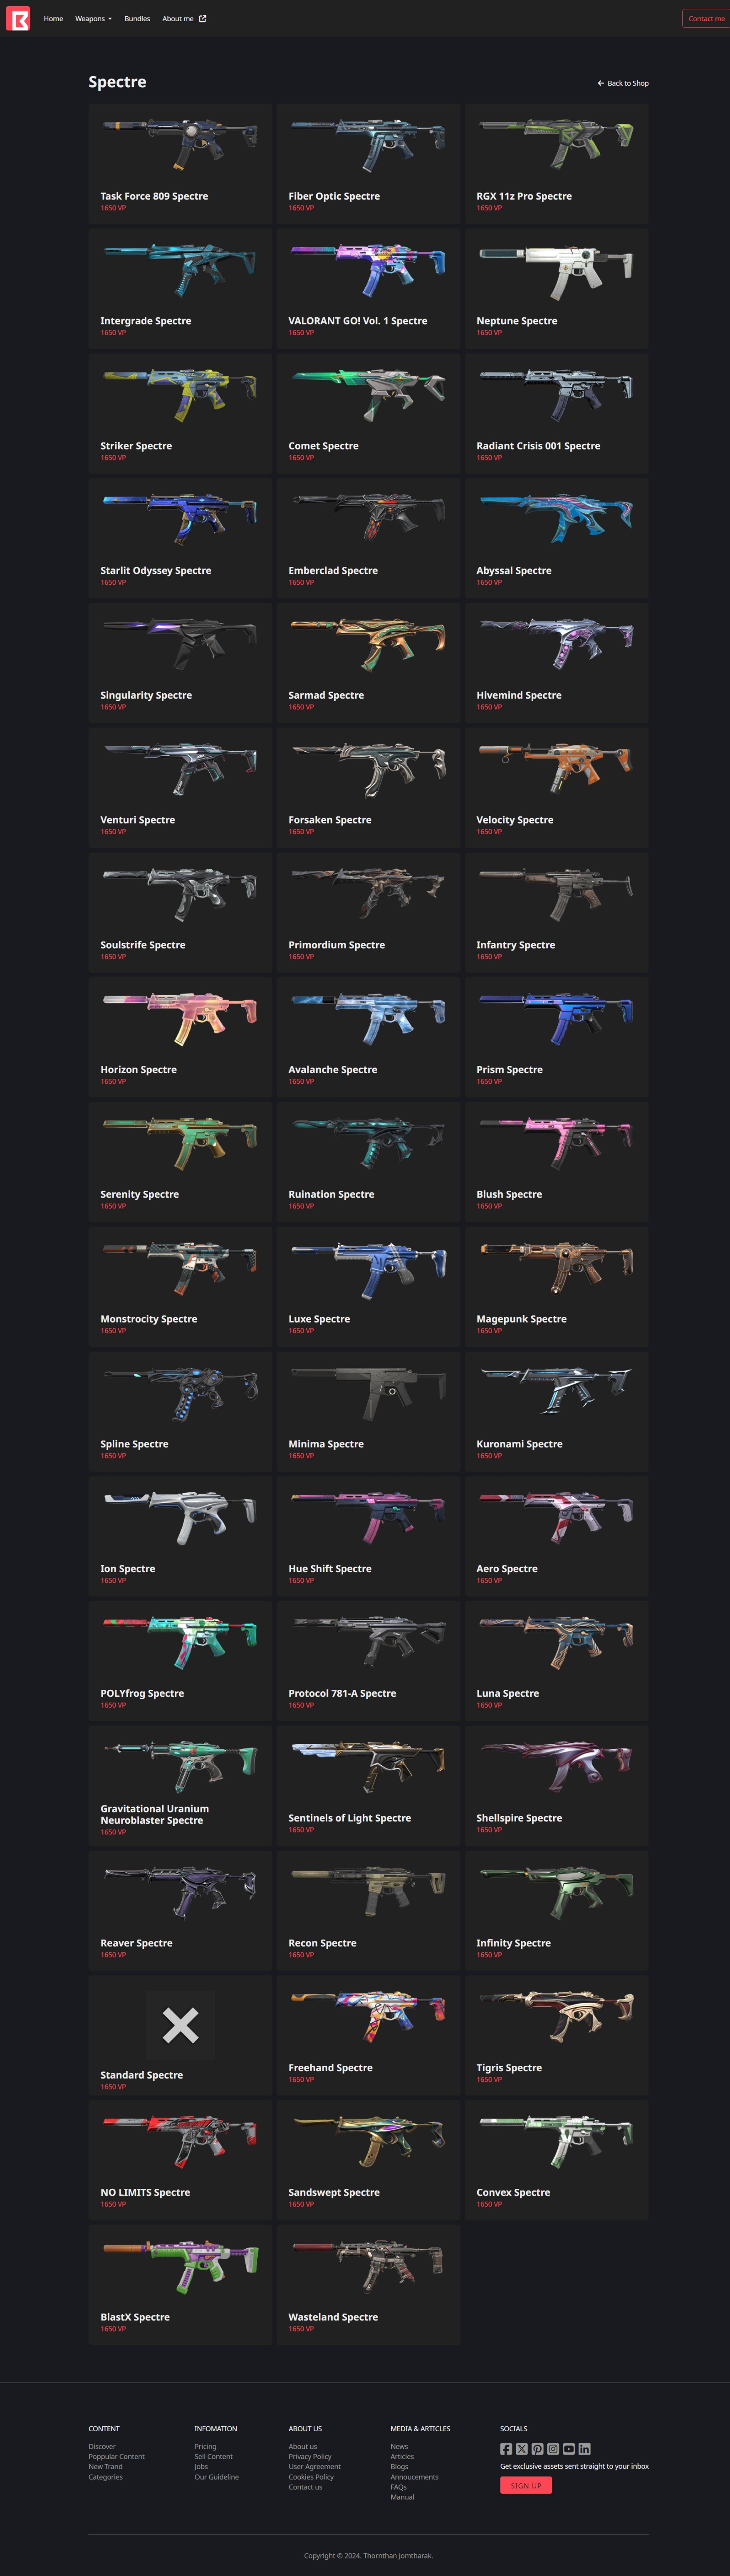 Home Weapons Bundles About me Contact me
Spectre
Back to Shop
Task Force 809 Spectre
1650 VP
Fiber Optic Spectre
1650 VP
RGX 11z Pro Spectre
1650 VP
Intergrade Spectre
1650 VP
VALORANT GO! Vol. 1 Spectre
1650 VP
Neptune Spectre
1650 VP
Striker Spectre
1650 VP
Comet Spectre
1650 VP
Radiant Crisis 001 Spectre
1650 VP
Starlit Odyssey Spectre
1650 VP
Emberclad Spectre
1650 VP
Abyssal Spectre
1650 VP
Singularity Spectre
1650 VP
Sarmad Spectre
1650 VP
Hivemind Spectre
1650 VP
Venturi Spectre
1650 VP
Forsaken Spectre
1650 VP
Velocity Spectre
1650 VP
Soulstrife Spectre
1650 VP
Primordium Spectre
1650 VP
Infantry Spectre
1650 VP
Horizon Spectre
1650 VP
Avalanche Spectre
1650 VP
Prism Spectre
1650 VP
Serenity Spectre
1650 VP
Ruination Spectre
1650 VP
Blush Spectre
1650 VP
Monstrocity Spectre
1650 VP
Luxe Spectre
1650 VP
Magepunk Spectre
1650 VP
Spline Spectre
1650 VP
Minima Spectre
1650 VP
Kuronami Spectre
1650 VP
Ion Spectre
1650 VP
Hue Shift Spectre
1650 VP
Aero Spectre
1650 VP
POLYfrog Spectre
1650 VP
Protocol 781-A Spectre
1650 VP
Luna Spectre
1650 VP
Gravitational Uranium
Neuroblaster Spectre
1650 VP
Sentinels of Light Spectre
1650 VP
Shellspire Spectre
1650 VP
Reaver Spectre
1650 VP
Recon Spectre
1650 VP
Infinity Spectre
1650 VP
Standard Spectre
1650 VP
Freehand Spectre
1650 VP
Tigris Spectre
1650 VP
NO LIMITS Spectre
1650 VP
Sandswept Spectre
1650 VP
Convex Spectre
1650 VP
BlastX Spectre
1650 VP
Wasteland Spectre
1650 VP
CONTENT
Discover
Poppular Content
New Trand
Categories
INFOMATION
Pricing
Sell Content
Jobs
Our Guideline
ABOUT US
About us
Privacy Policy
User Agreement
Cookies Policy
Contact us
MEDIA & ARTICLES
News
Articles
Blogs
Annoucements
FAQs
Manual
SOCIALS
Get exclusive assets sent straight to your inbox
SIGN UP
Copyright © 2024. Thornthan Jomtharak.